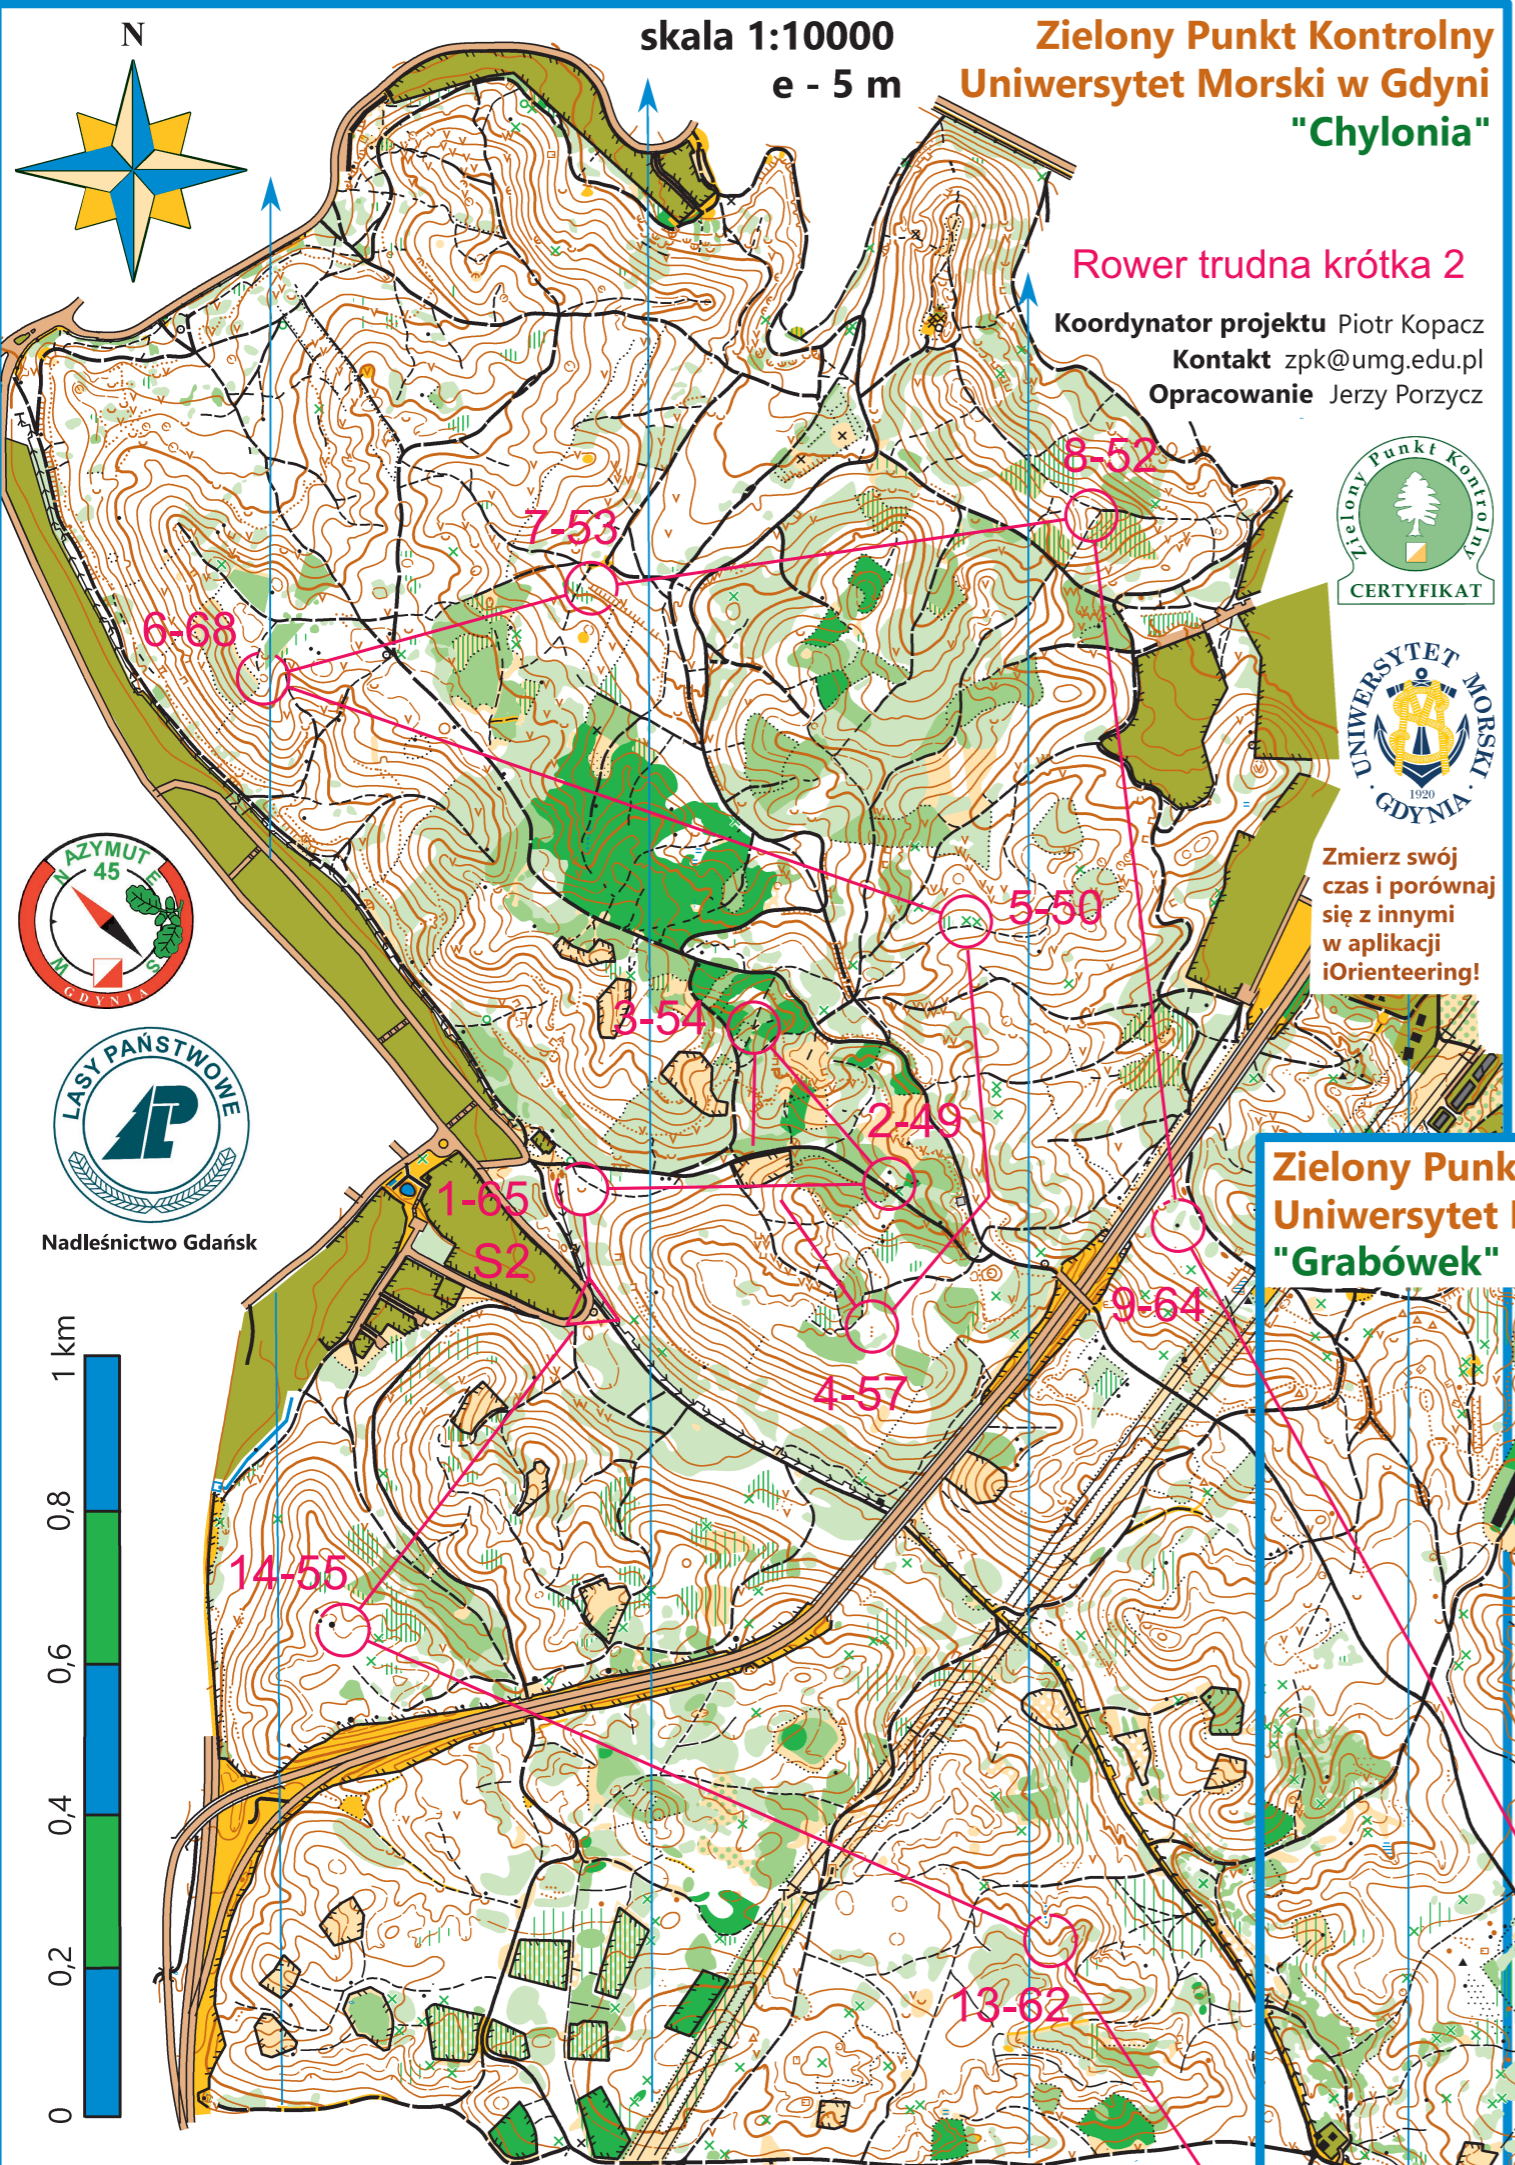 N
skala 1:10000
e - 5 m
Zielony Punkt Kontrolny
Uniwersytet Morski w Gdyni
"Chylonia"
Rower trudna krótka 2
Koordynator projektu Piotr Kopacz
Kontakt zpk@umg.edu.pl
Opracowanie Jerzy Porzycz
8-52
Zielony Punkt Kontrolny
CERTYFIKAT
7-53
6-68
UNIWERSYTET MORSKI
1920
GDYNIA
Zmierz swój
czas i porównaj
się z innymi
w aplikacji
iOrienteering!
AZYMUT
45
N
E
W
S
GDYNIA
5-50
3-54
LASY PAŃSTWOWE
Nadleśnictwo Gdańsk
2-49
1-65
S2
Zielony Punk
Uniwersytet
"Grabówek"
9-64
4-57
1 km
0,8
0,6
0,4
0,2
0
14-55
13-62